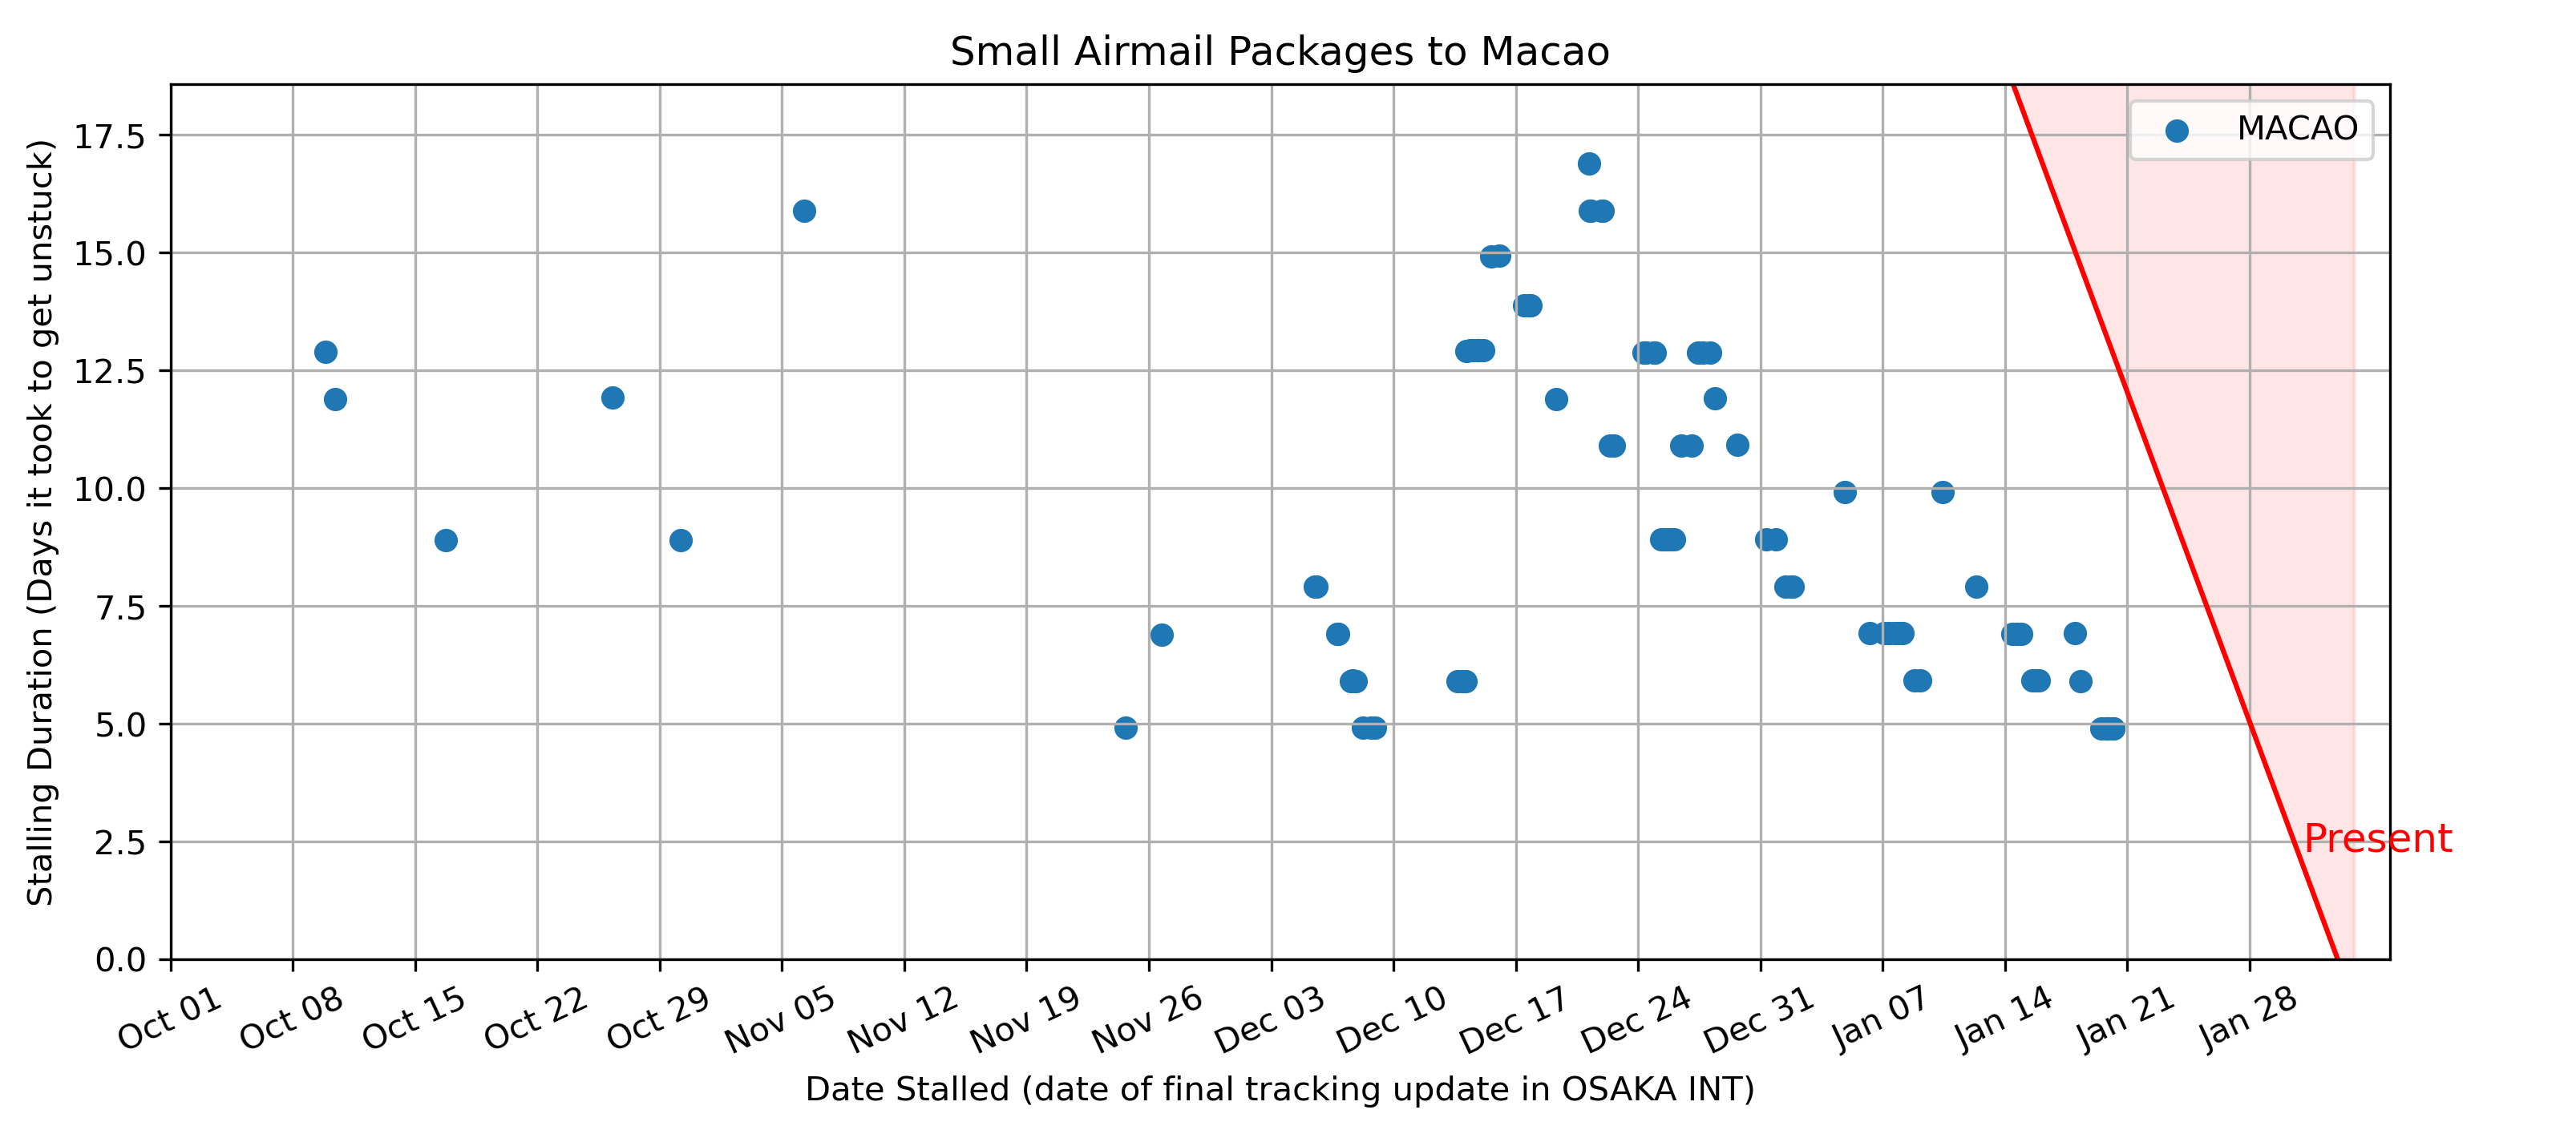 Small Airmail Packages to Macao
MACAO
Stalling Duration (Days it took to get unstuck)
17.5
15.0
12.5
10.0
7.5
5.0
2.5
0.0
Present
Oct 01 Oct 08 Oct 15 Oct 22 Oct 29 Nov 05 Nov 12 Nov 19 Nov 26 Dec 03 Dec 10 Dec 17 Dec 24 Dec 31 Jan 07 Jan 14 Jan 21 Jan 28
Date Stalled (date of final tracking update in OSAKA INT)